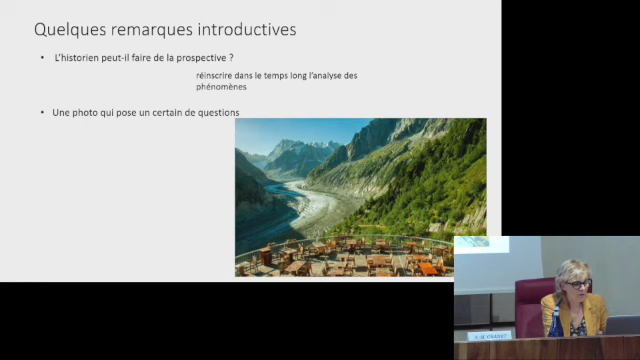 Quelques remarques introductives
• L'historien peut-il faire de la prospective ?
réinscrire dans le temps long l'analyse des
phénomènes
• Une photo qui pose un certain de questions